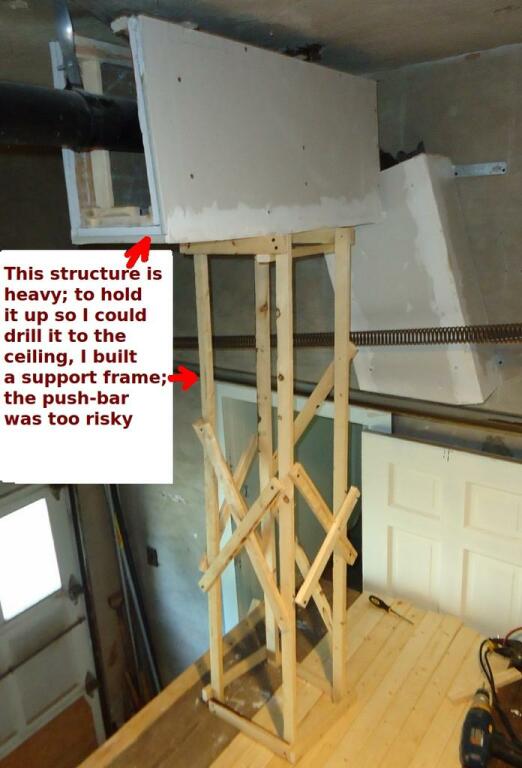 This structure is
heavy; to hold
it up so I could
drill it to the
ceiling, I built
a support frame;
the push-bar
was too risky